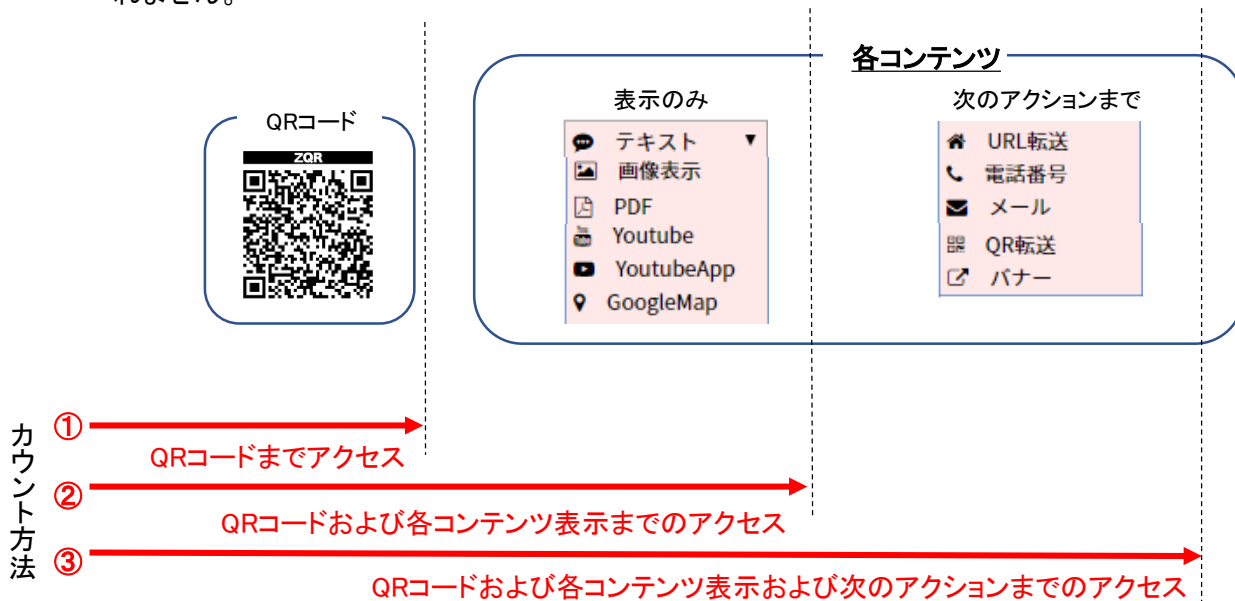 れません。
各コンテンツ
表示のみ
次のアクションまで
QRコード
ZQR
テキスト ▼
画像表示
PDF
Youtube
YoutubeApp
GoogleMap
URL転送
電話番号
メール
QR転送
バナー
カウント方法
①
QRコードまでアクセス
②
QRコードおよび各コンテンツ表示までのアクセス
③
QRコードおよび各コンテンツ表示および次のアクションまでのアクセス